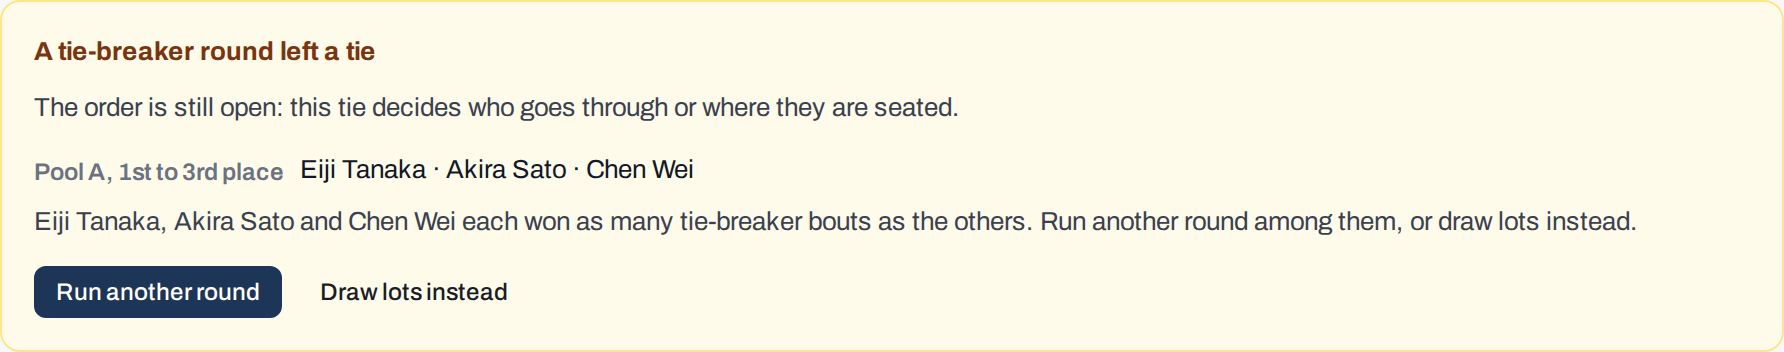 A tie-breaker round left a tie
The order is still open: this tie decides who goes through or where they are seated.
Pool A, 1st to 3rd place Eiji Tanaka · Akira Sato · Chen Wei
Eiji Tanaka, Akira Sato and Chen Wei each won as many tie-breaker bouts as the others. Run another round among them, or draw lots instead.
Run another round Draw lots instead